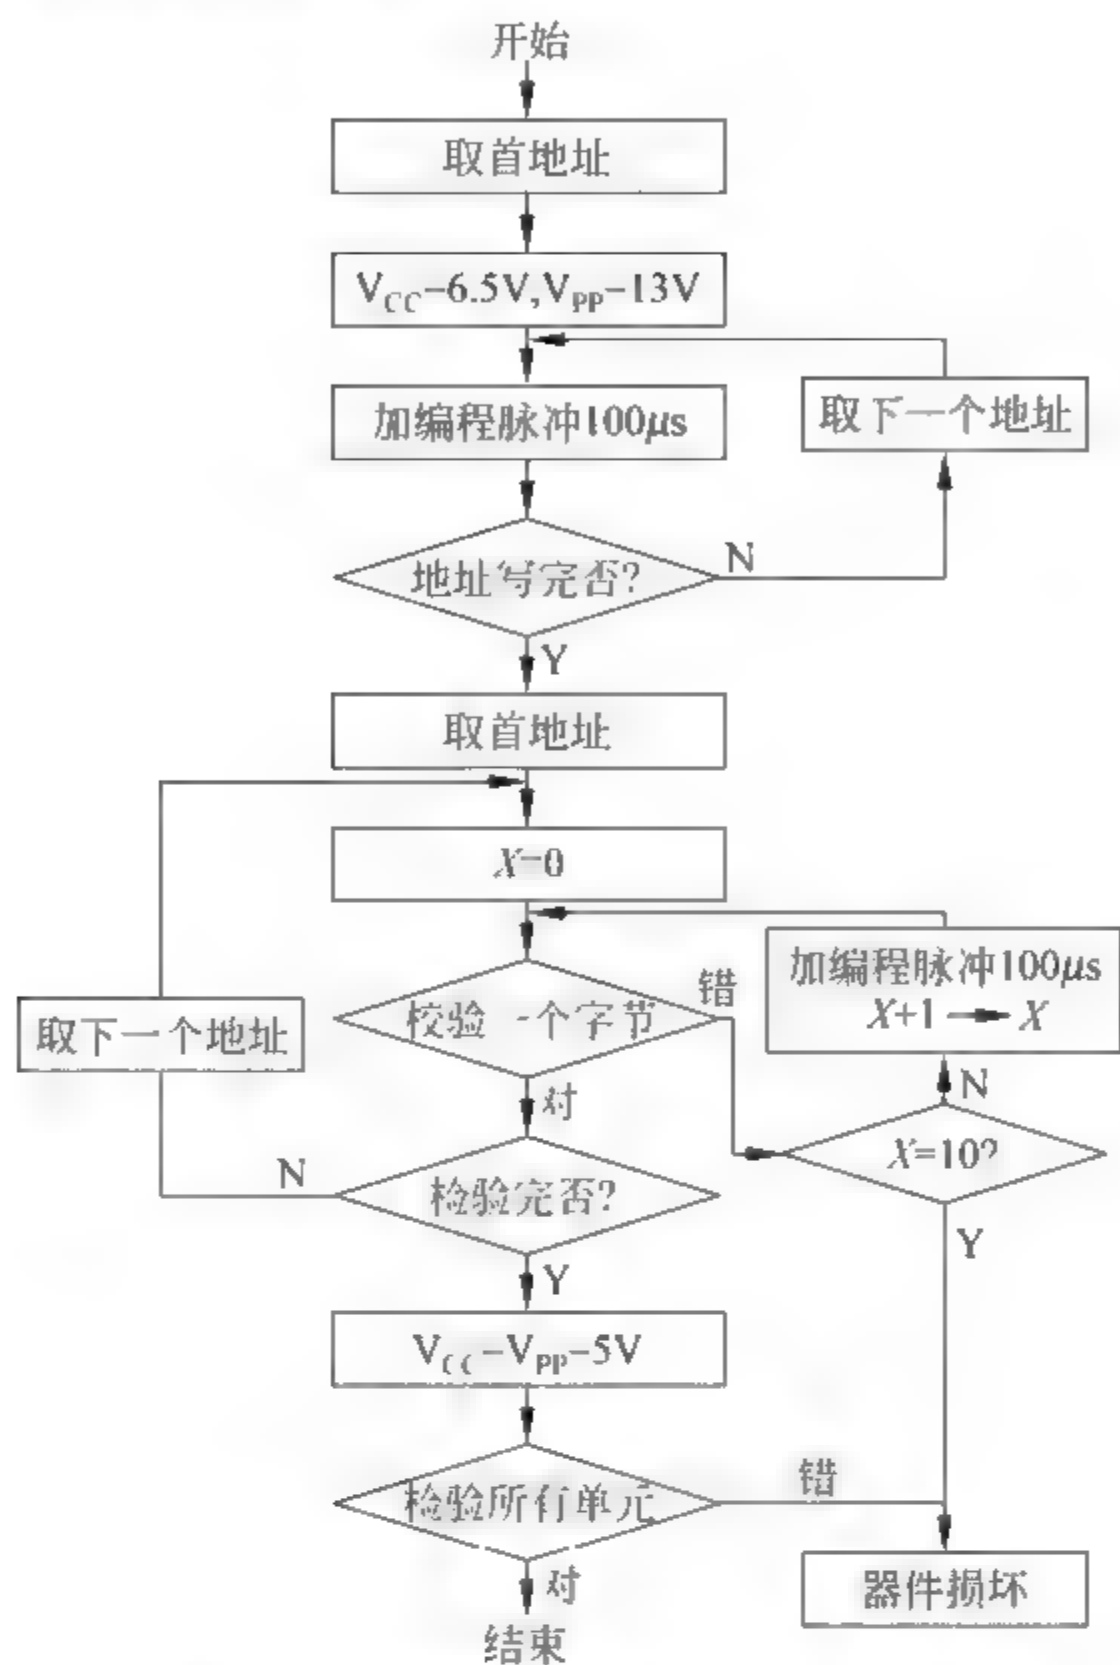 开始
取首地址
V_CC-6.5V,V_PP-13V
加编程脉冲100μs
取下一个地址
地址写完否?
N
Y
取首地址
X=0
加编程脉冲100μs
X+1→X
错
校验一个字节
取下一个地址
对
N
X=10?
N
检验完否?
Y
Y
V_CC-V_PP-5V
错
检验所有单元
对
器件损坏
结束